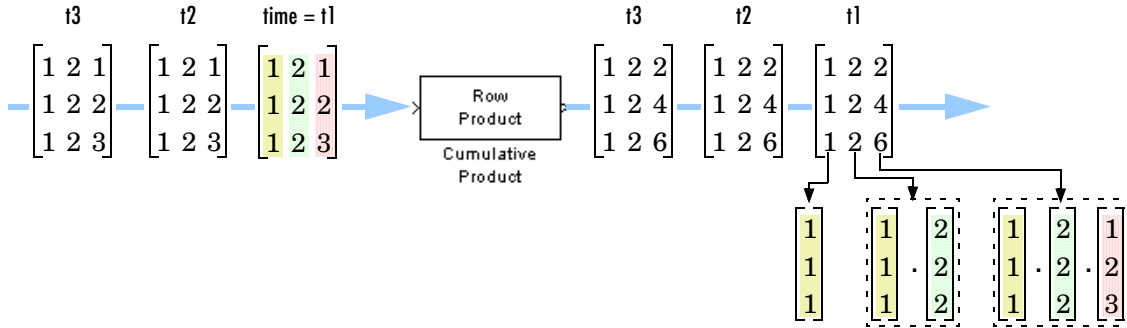 t3 t2 time = t1 t3 t2 t1
1 2 1 1 2 1 1 2 1 1 2 2 1 2 2 1 2 2
1 2 2 1 2 2 1 2 2 Row 1 2 4 1 2 4 1 2 4
Product
1 2 3 1 2 3 1 2 3 1 2 6 1 2 6 1 2 6
Cumulative
Product
1 1 2 1 2 1
1 1 · 2 1 · 2 · 2
1 1 2 1 2 3